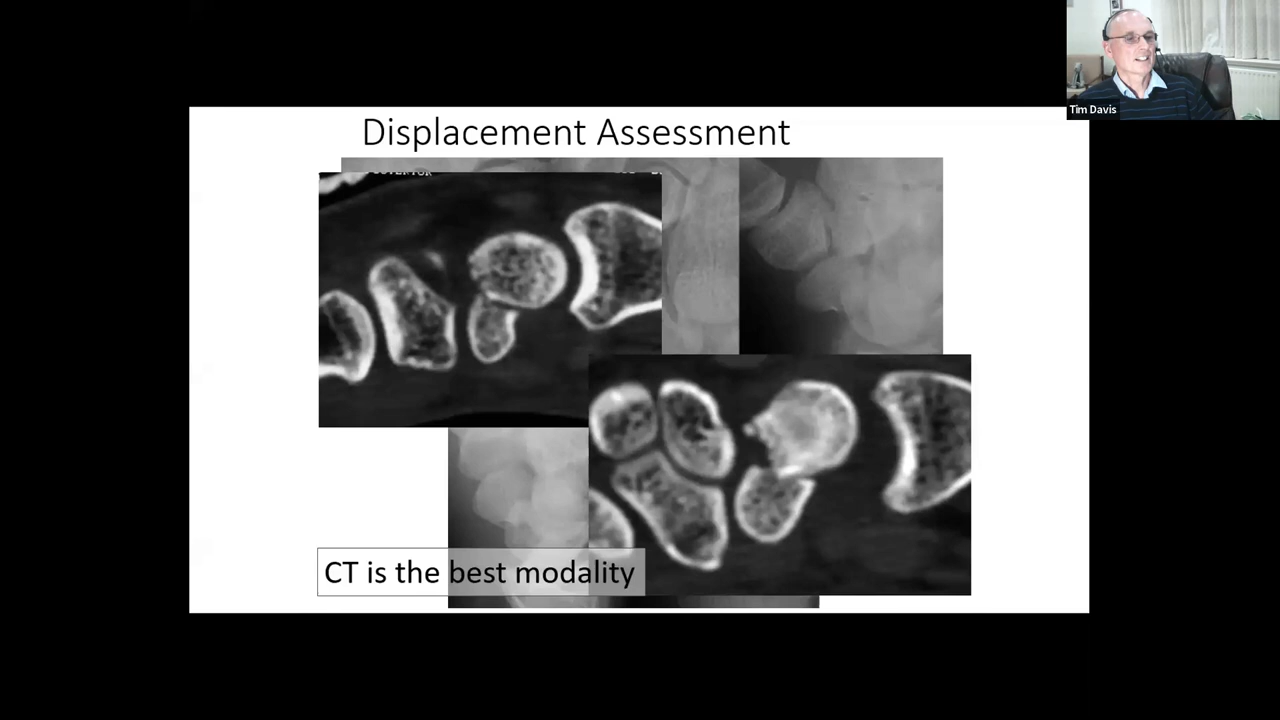 Tim Davis
Displacement Assessment
CT is the best modality